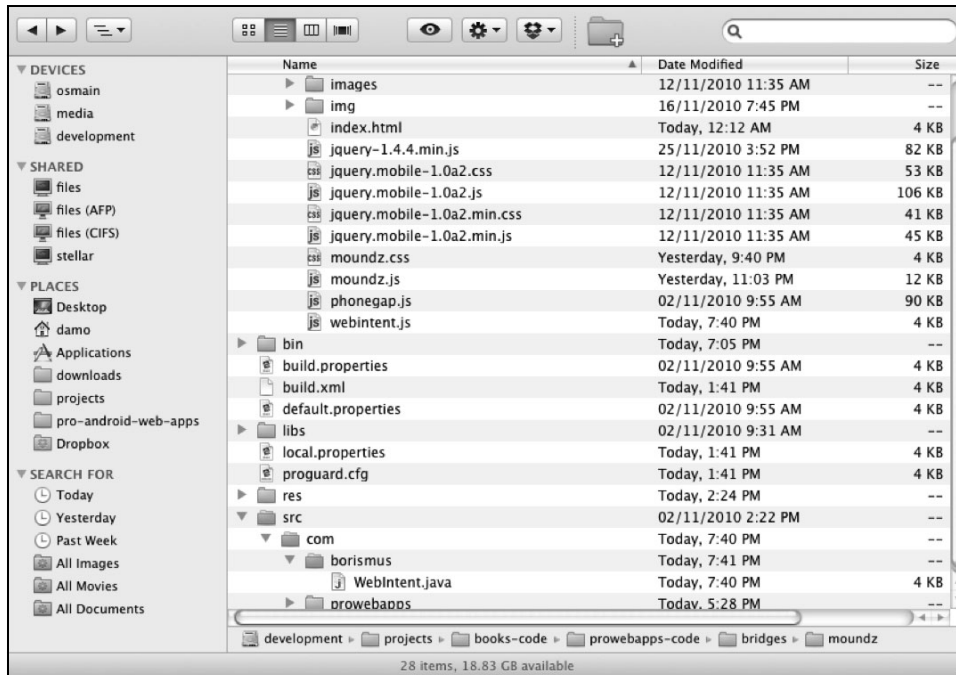 Name Date Modified Size
DEVICES
osmain
media
development
SHARED
files
files (AFP)
files (CIFS)
stellar
PLACES
Desktop
damo
Applications
downloads
projects
pro-android-web-apps
Dropbox
SEARCH FOR
Today
Yesterday
Past Week
All Images
All Movies
All Documents
images 12/11/2010 11:35 AM --
img 16/11/2010 7:45 PM --
index.html Today, 12:12 AM 4 KB
jquery-1.4.4.min.js 25/11/2010 3:52 PM 82 KB
jquery.mobile-1.0a2.css 12/11/2010 11:35 AM 53 KB
jquery.mobile-1.0a2.js 12/11/2010 11:35 AM 106 KB
jquery.mobile-1.0a2.min.css 12/11/2010 11:35 AM 41 KB
jquery.mobile-1.0a2.min.js 12/11/2010 11:35 AM 45 KB
moundz.css Yesterday, 9:40 PM 4 KB
moundz.js Yesterday, 11:03 PM 12 KB
phonegap.js 02/11/2010 9:55 AM 90 KB
webintent.js Today, 7:40 PM 4 KB
bin Today, 7:05 PM --
build.properties 02/11/2010 9:55 AM 4 KB
build.xml Today, 1:41 PM 4 KB
default.properties 02/11/2010 9:55 AM 4 KB
libs 02/11/2010 9:31 AM --
local.properties Today, 1:41 PM 4 KB
proguard.cfg Today, 1:41 PM 4 KB
res Today, 2:24 PM --
src 02/11/2010 2:22 PM --
com Today, 7:40 PM --
borismus Today, 7:41 PM --
WebIntent.java Today, 7:40 PM 4 KB
prowebapps Today, 5:28 PM --
development projects books-code prowebapps-code bridges moundz
28 items, 18.83 GB available